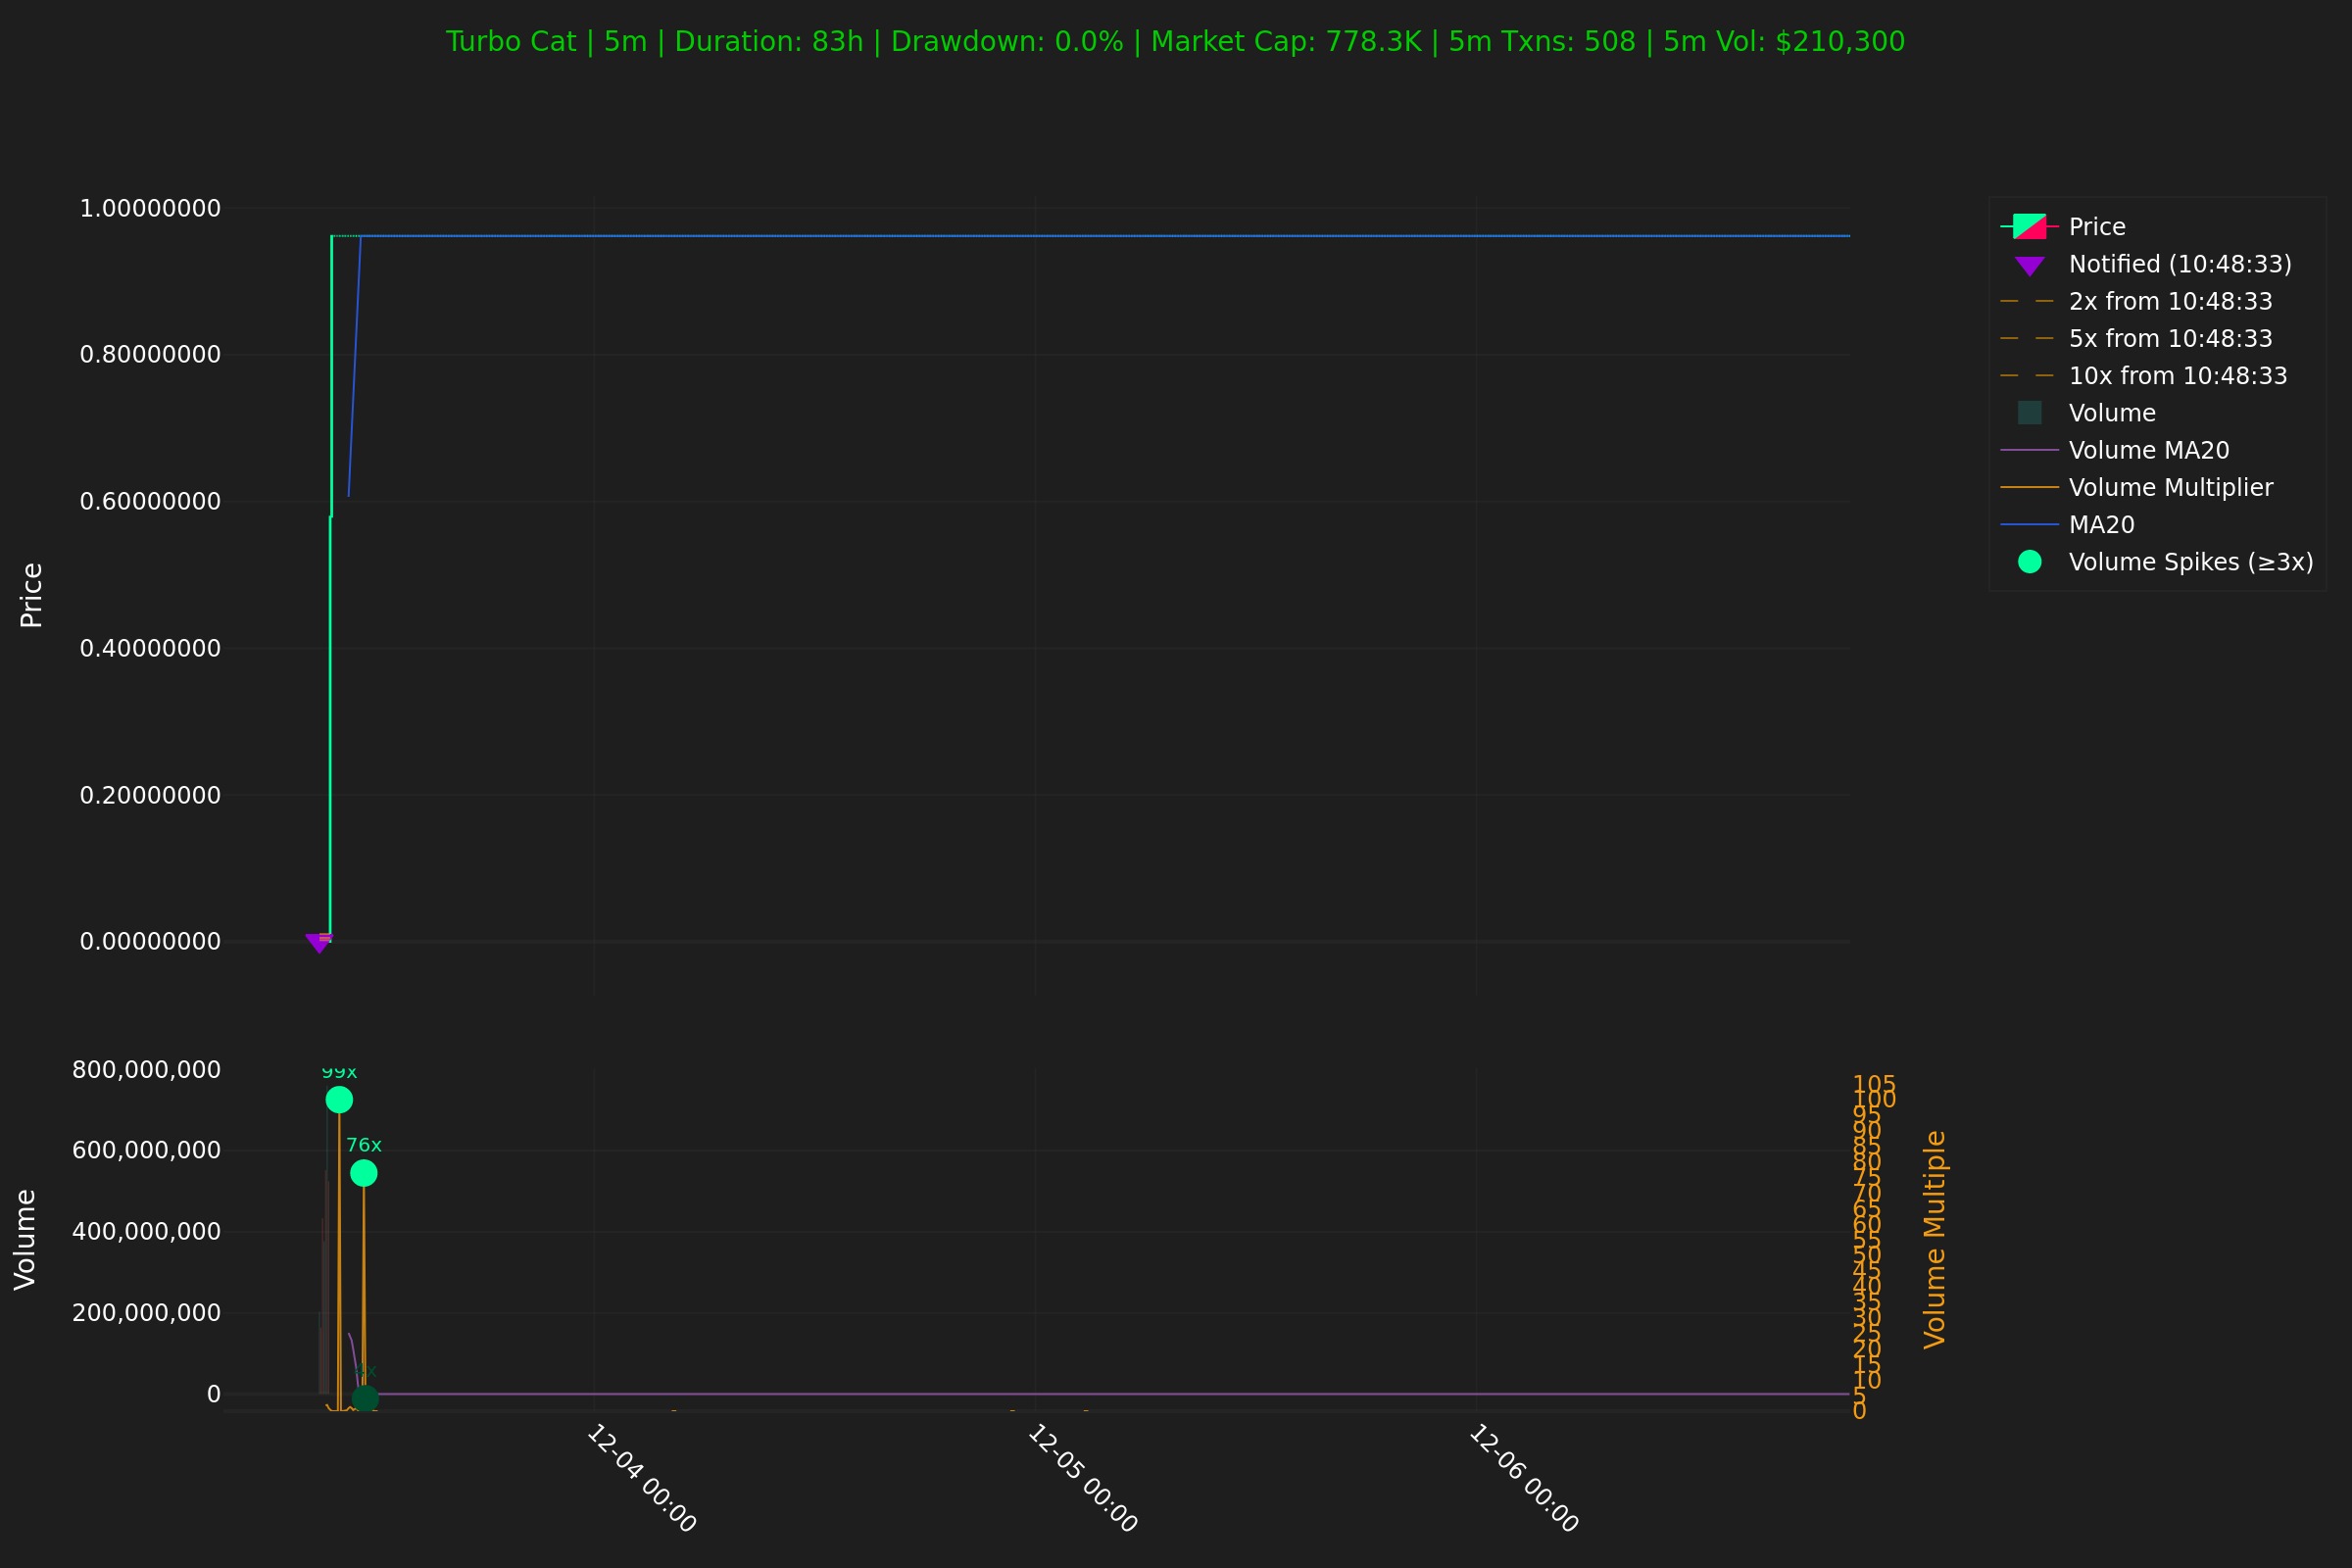 Turbo Cat | 5m | Duration: 83h | Drawdown: 0.0% | Market Cap: 778.3K | 5m Txns: 508 | 5m Vol: $210,300
1.00000000
0.80000000
0.60000000
0.40000000
0.20000000
0.00000000
Price
Price
Notified (10:48:33)
2x from 10:48:33
5x from 10:48:33
10x from 10:48:33
Volume
Volume MA20
Volume Multiplier
MA20
Volume Spikes (≥3x)
800,000,000
600,000,000
400,000,000
200,000,000
0
Volume
99x
76x
105
100
95
90
85
80
75
70
65
60
55
50
45
40
35
30
25
20
15
10
5
0
Volume Multiple
12-04 00:00
12-05 00:00
12-06 00:00